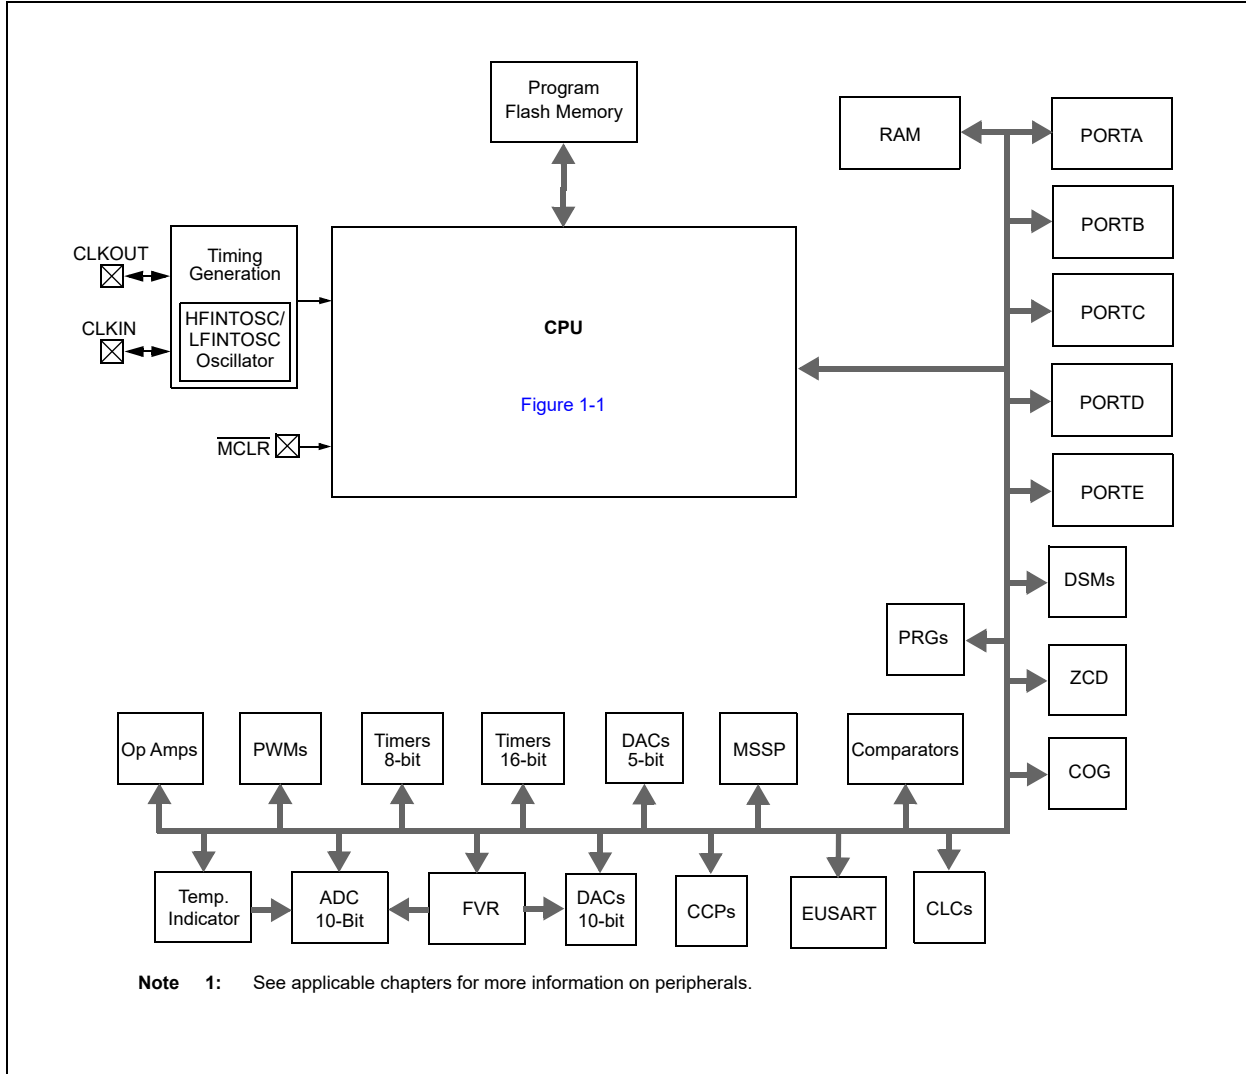 Program
Flash Memory
RAM
PORTA
PORTB
CLKOUT
Timing
Generation
HFINTOSC/
LFINTOSC
Oscillator
CLKIN
CPU
PORTC
Figure 1-1
PORTD
MCLR
PORTE
DSMs
PRGs
ZCD
Op Amps
PWMs
Timers
8-bit
Timers
16-bit
DACs
5-bit
MSSP
Comparators
COG
Temp.
Indicator
ADC
10-Bit
FVR
DACs
10-bit
CCPs
EUSART
CLCs
Note 1: See applicable chapters for more information on peripherals.